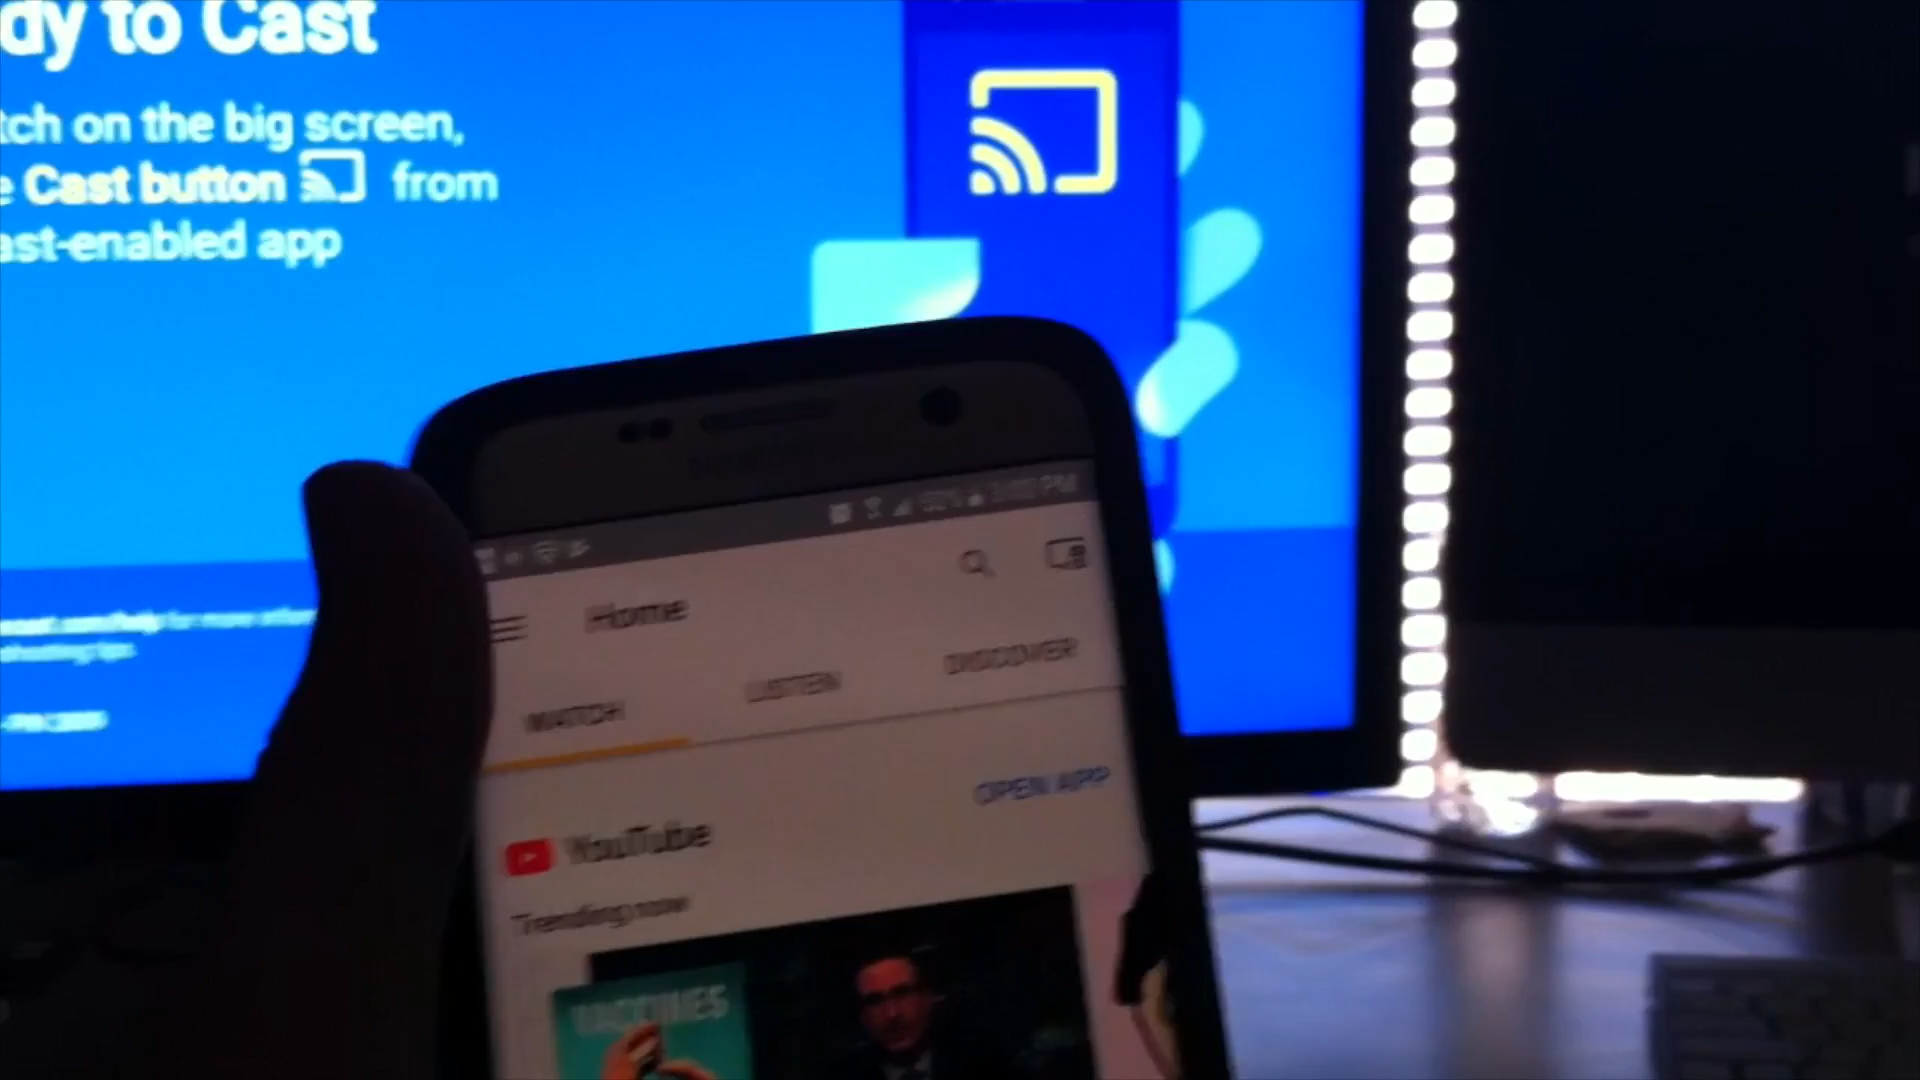 dy to Cast
tch on the big screen,
e Cast button from
ast-enabled app
Home
WATCH LISTEN DISCOVER
OPEN APP
YouTube
Trending now
VACCINES